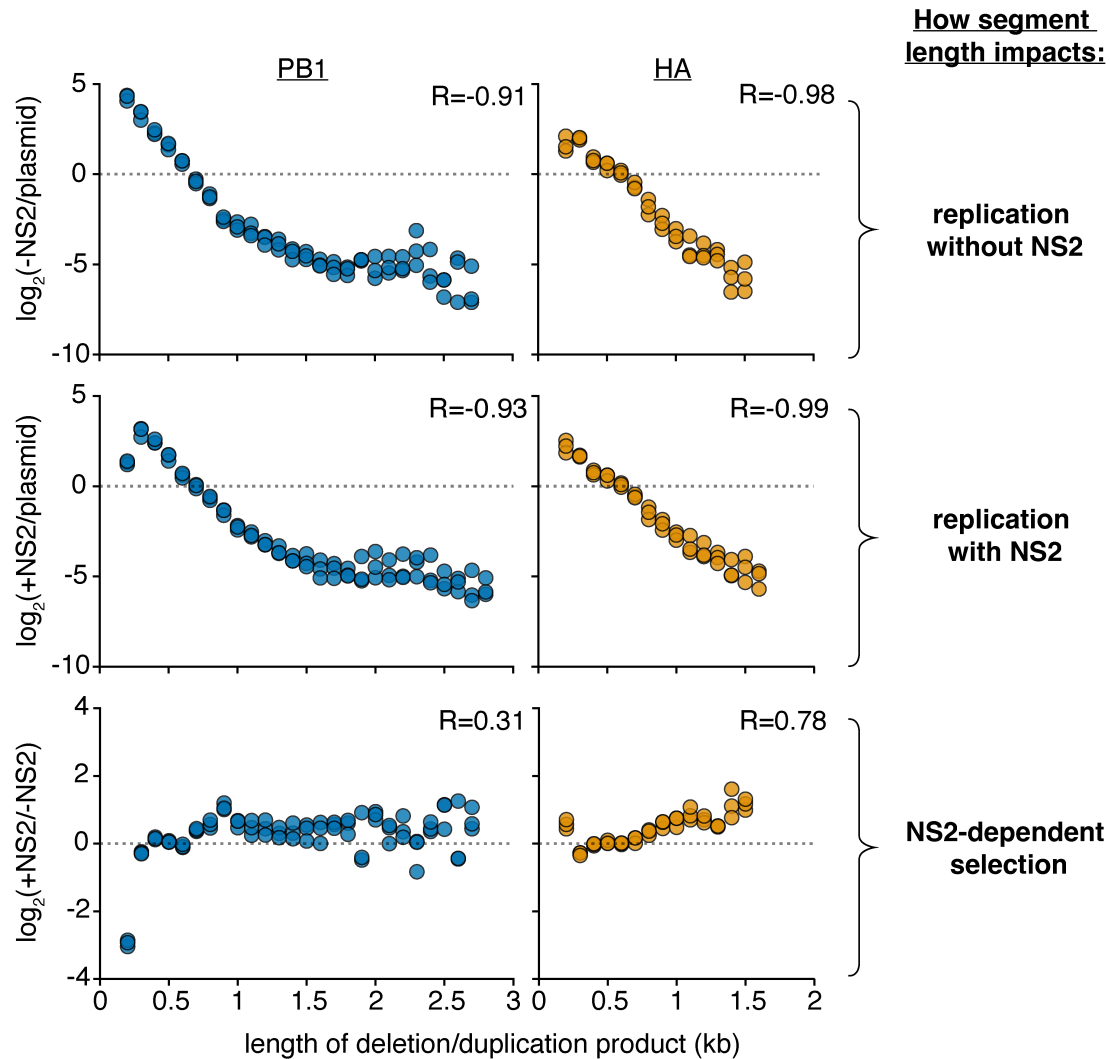 How segment
length impacts:
PB1
HA
5
0
-5
-10
log2(-NS2/plasmid)
R=-0.91
R=-0.98
replication
without NS2
5
0
-5
-10
log2(+NS2/plasmid)
R=-0.93
R=-0.99
replication
with NS2
4
2
0
-2
-4
log2(+NS2/-NS2)
R=0.31
R=0.78
NS2-dependent
selection
0 0.5 1 1.5 2 2.5 3
0 0.5 1 1.5 2
length of deletion/duplication product (kb)